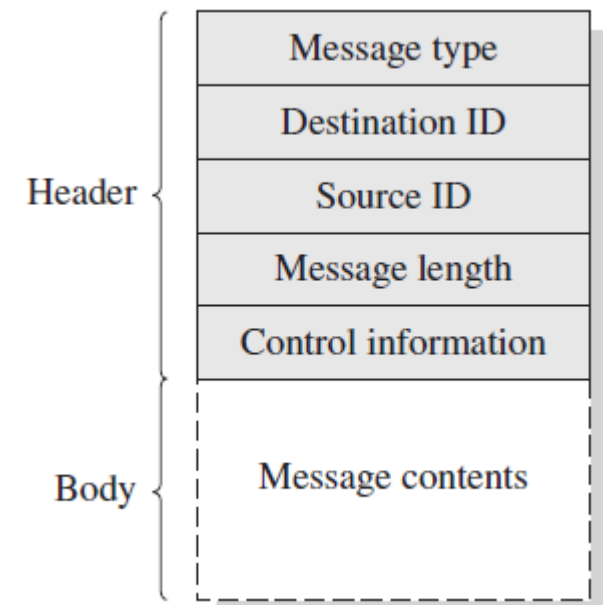 Message type
Destination ID
Header
Source ID
Message length
Control information
Body
Message contents